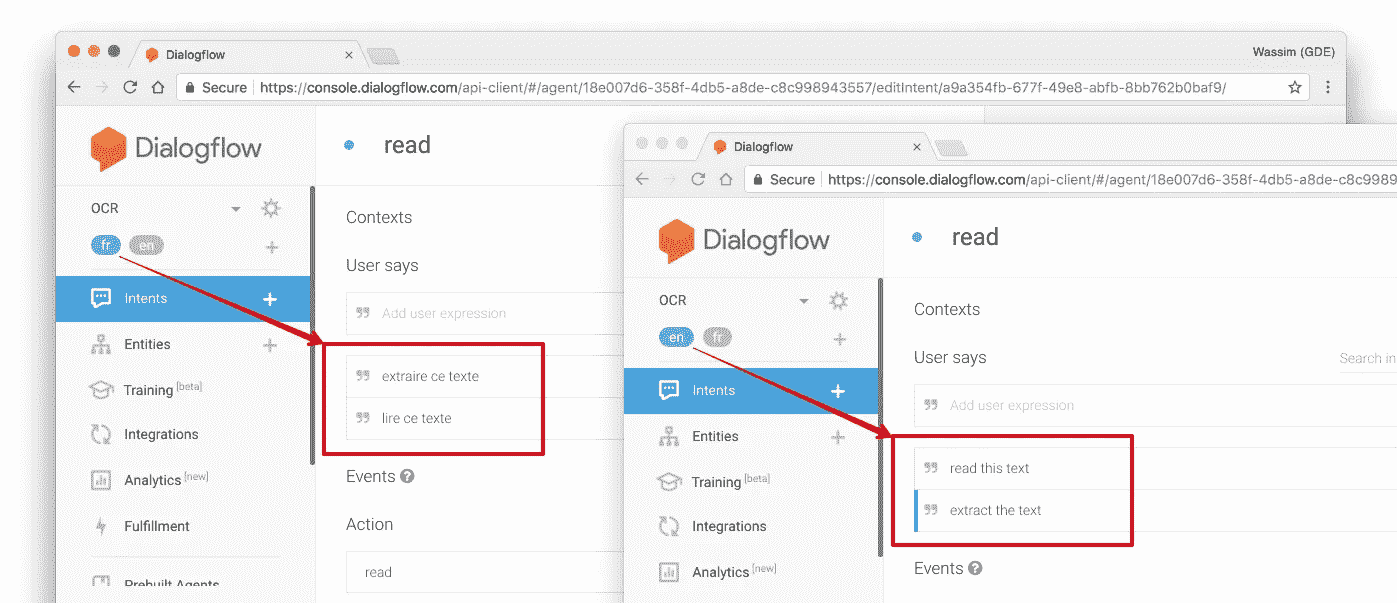 Dialogflow
Wassim (GDE)
Secure https://console.dialogflow.com/api-client/#/agent/18e007d6-358f-4db5-a8de-c8c998943557/editIntent/a9a354fb-677f-49e8-abfb-8bb762b0baf9/
Dialogflow
read
OCR
fr en
Contexts
User says
Intents
Add user expression
Entities
extraire ce texte
Training [beta]
lire ce texte
Integrations
Events
Analytics [new]
Action
Fulfillment
read
Prebuilt Agents
Dialogflow
Secure https://console.dialogflow.com/api-client/#/agent/18e007d6-358f-4db5-a8de-c8c9989
Dialogflow
read
OCR
en fr
Contexts
User says
Search in
Intents
Add user expression
Entities
read this text
Training [beta]
extract the text
Integrations
Events
Analytics [new]